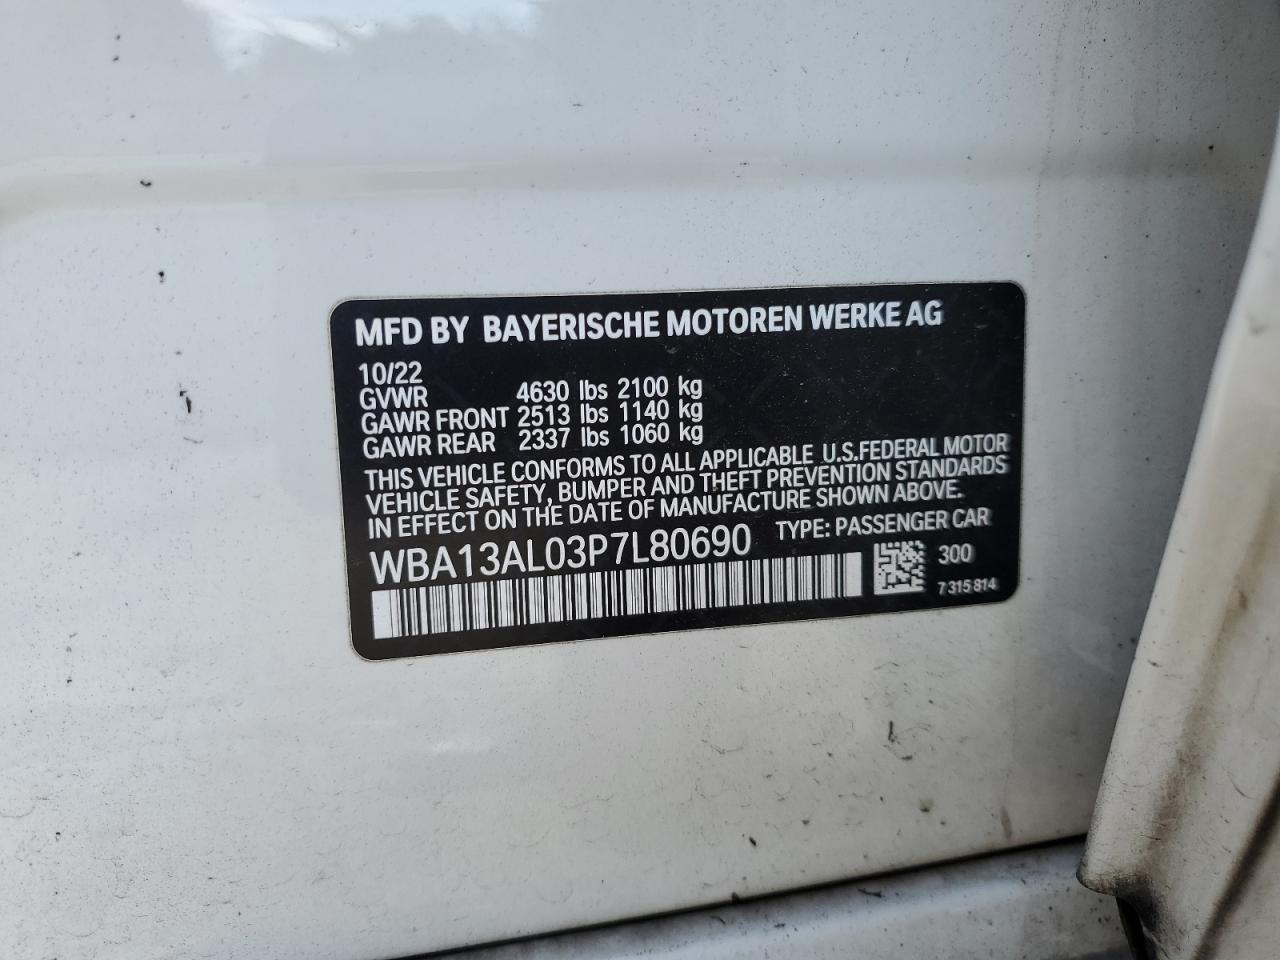 MFD BY BAYERISCHE MOTOREN WERKE AG
10/22
GVWR 4630 lbs 2100 kg
GAWR FRONT 2513 lbs 1140 kg
GAWR REAR 2337 lbs 1060 kg
THIS VEHICLE CONFORMS TO ALL APPLICABLE U.S.FEDERAL MOTOR
VEHICLE SAFETY, BUMPER AND THEFT PREVENTION STANDARDS
IN EFFECT ON THE DATE OF MANUFACTURE SHOWN ABOVE.
WBA13AL03P7L80690 TYPE: PASSENGER CAR
300
7 315 814